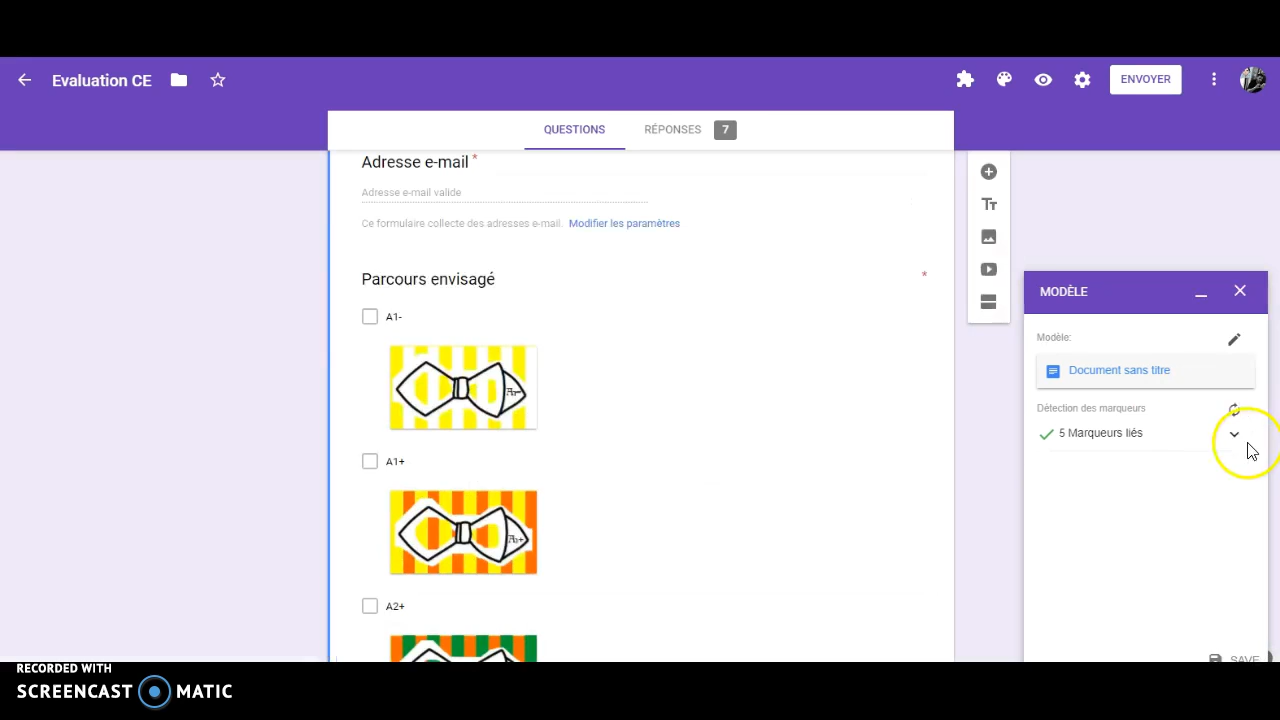 Evaluation CE
ENVOYER
QUESTIONS
RÉPONSES
7
Adresse e-mail *
Adresse e-mail valide
Ce formulaire collecte des adresses e-mail. Modifier les paramètres
Parcours envisagé
*
A1-
A1+
A1+
A2+
Tт
MODÈLE
Modèle:
Document sans titre
Détection des marqueurs
5 Marqueurs liés
SAVE
RECORDED WITH
SCREENCAST MATIC